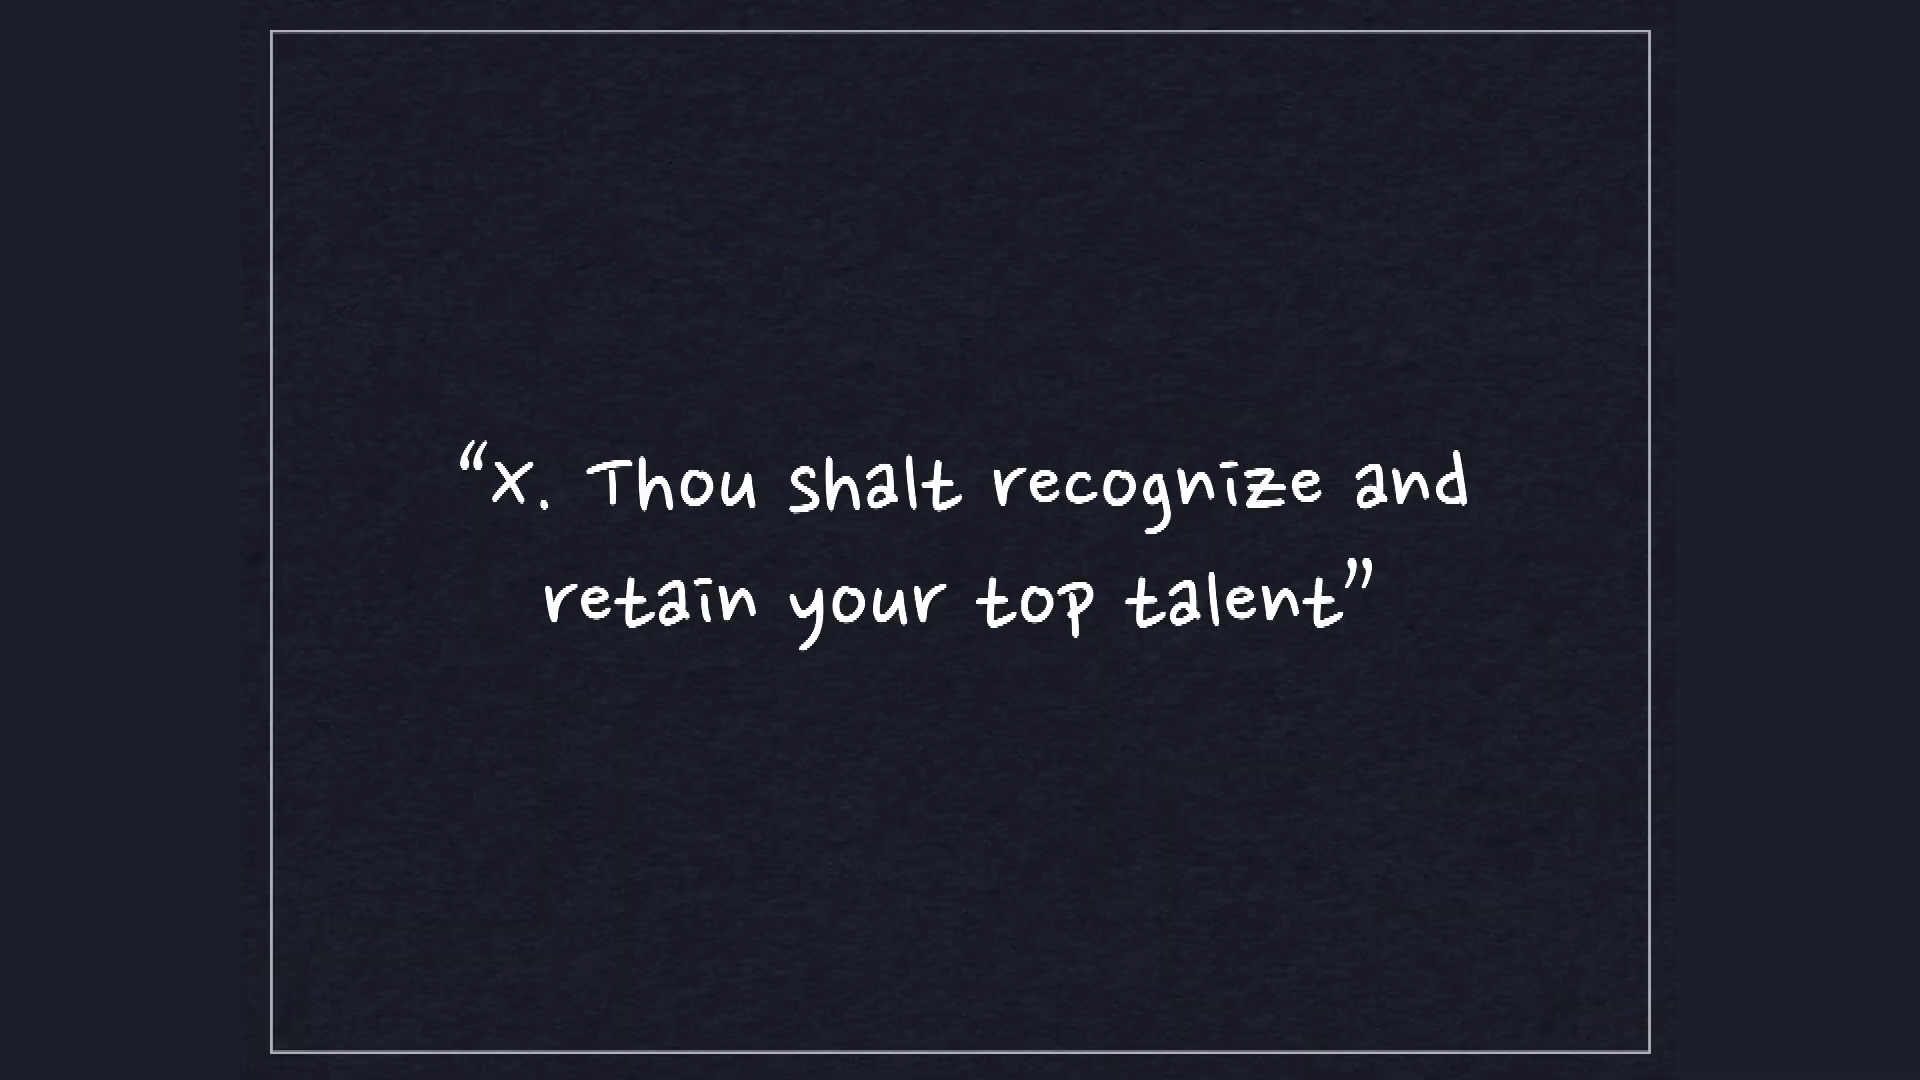 “X. Thou shalt recognize and
retain your top talent”